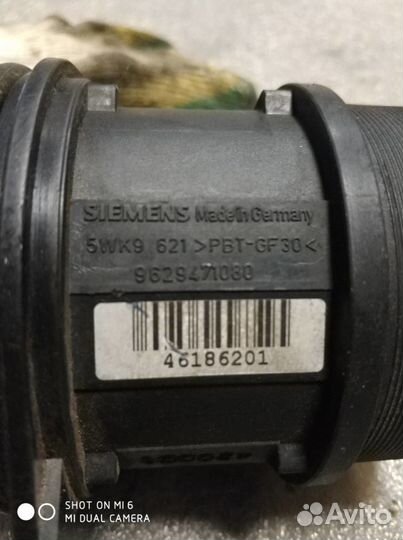 SIEMENS Made in Germany
5WK9 621 >PBT-GF30<
9629471080
46186201
SHOT ON MI 6
MI DUAL CAMERA
Avito